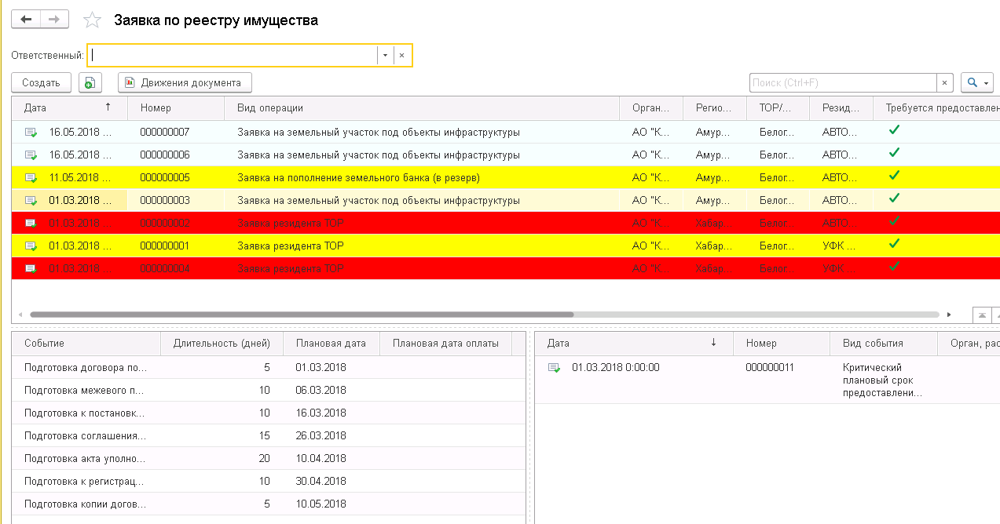 Заявка по реестру имущества
Ответственный:
Создать Движения документа Поиск (Ctrl+F)
Дата Номер Вид операции Орган... Регио... ТОР/... Резид... Требуется предоставлен
16.05.2018 ... 000000007 Заявка на земельный участок под объекты инфраструктуры АО "К... Амур... Белог... АВТО...
16.05.2018 ... 000000006 Заявка на земельный участок под объекты инфраструктуры АО "К... Амур... Белог... АВТО...
11.05.2018 ... 000000005 Заявка на пополнение земельного банка (в резерв) АО "К... Амур... Белог... АВТО...
01.03.2018 ... 000000003 Заявка на земельный участок под объекты инфраструктуры АО "К... Амур... Белог... АВТО...
01.03.2018 ... 000000002 Заявка резидента ТОР АО "К... Хабар... Белог... АВТО...
01.03.2018 ... 000000001 Заявка резидента ТОР АО "К... Хабар... Белог... УФК ...
01.03.2018 ... 000000004 Заявка резидента ТОР АО "К... Хабар... Белог... УФК ...
Событие Длительность (дней) Плановая дата Плановая дата оплаты
Подготовка договора по... 5 01.03.2018
Подготовка межевого п... 10 06.03.2018
Подготовка к постановк... 10 16.03.2018
Подготовка соглашения... 15 26.03.2018
Подготовка акта уполно... 20 10.04.2018
Подготовка к регистрац... 10 30.04.2018
Подготовка копии догов... 5 10.05.2018
Дата Номер Вид события Орган, рас
01.03.2018 0:00:00 000000011 Критический
плановый срок
предоставлени...